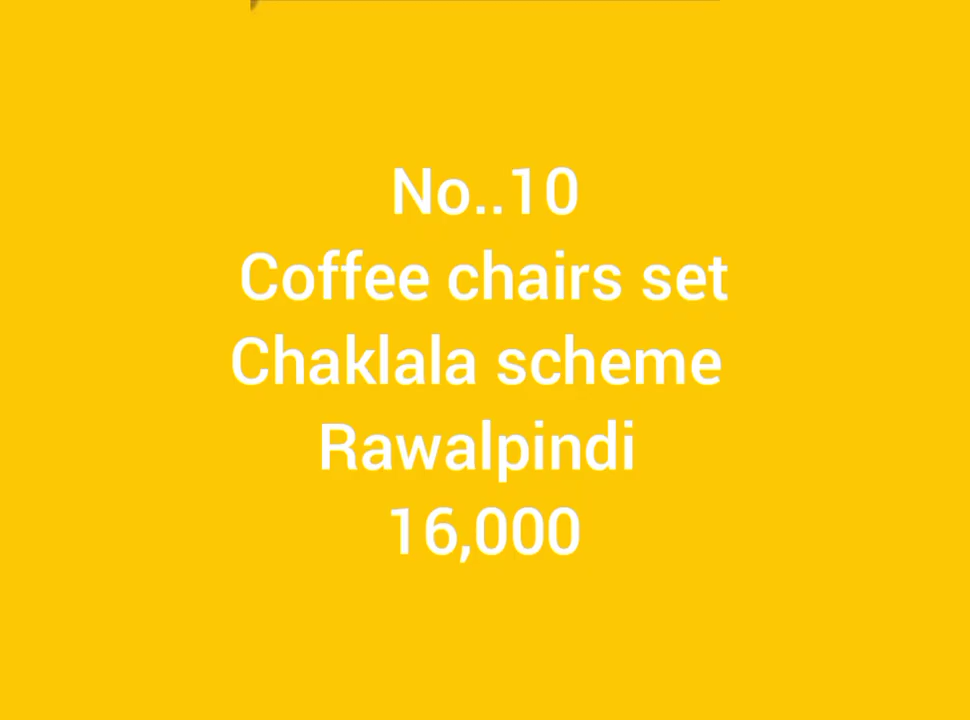 No..10
Coffee chairs set
Chaklala scheme
Rawalpindi
16,000